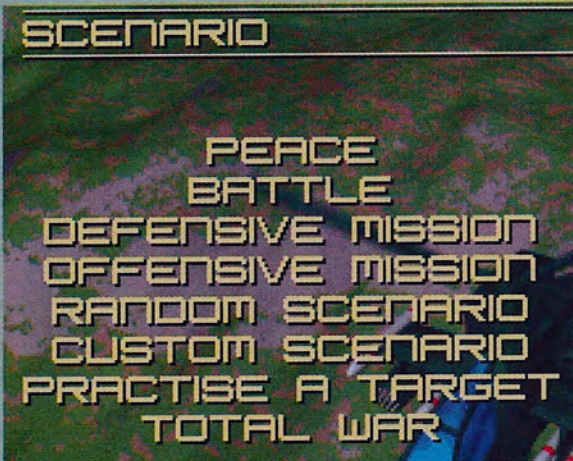 SCENARIO
PEACE
BATTLE
DEFENSIVE MISSION
OFFENSIVE MISSION
RANDOM SCENARIO
CUSTOM SCENARIO
PRACTISE A TARGET
TOTAL WAR